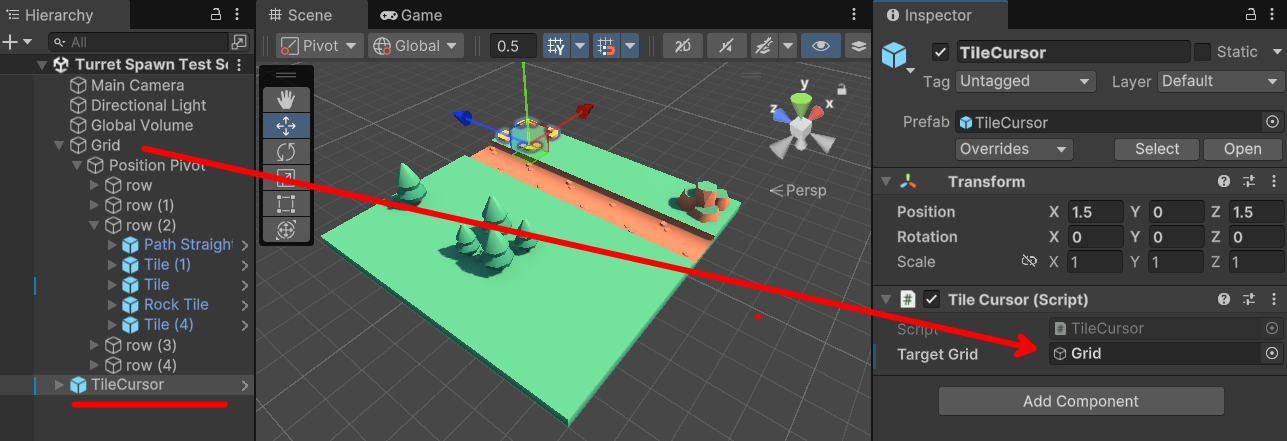 Hierarchy
All
Turret Spawn Test Sc
Main Camera
Directional Light
Global Volume
Grid
Position Pivot
row
row (1)
row (2)
Path Straight
Tile (1)
Tile
Rock Tile
Tile (4)
row (3)
row (4)
TileCursor
Scene
Game
Pivot
Global
0.5
2D
y
x
z
Persp
Inspector
TileCursor
Static
Tag Untagged Layer Default
Prefab TileCursor
Overrides Select Open
Transform
Position X 1.5 Y 0 Z 1.5
Rotation X 0 Y 0 Z 0
Scale X 1 Y 1 Z 1
# Tile Cursor (Script)
Script # TileCursor
Target Grid Grid
Add Component